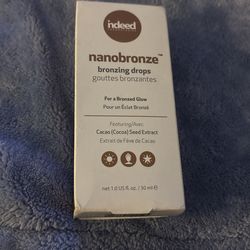 indeed
nanobronze™
bronzing drops
gouttes bronzantes
For a Bronzed Glow
Pour un Éclat Bronzé
Featuring/Avec:
Cacao (Cocoa) Seed Extract
Extrait de Fève de Cacao
net 1.0 US fl. oz. / 30 ml ℮